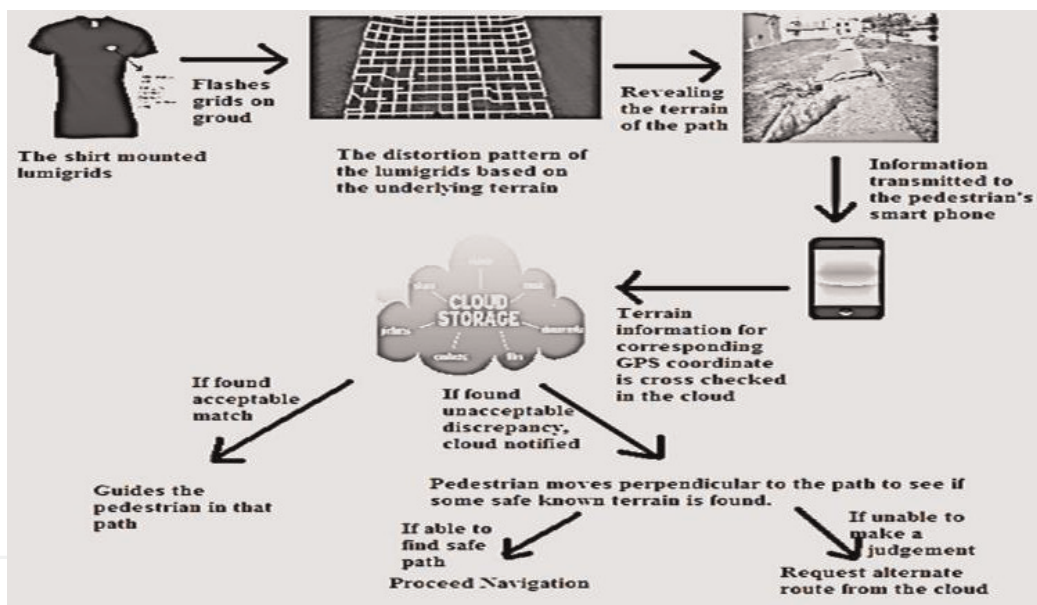 Flashes
grids on
groud
The shirt mounted
lumigrids
The distortion pattern of
the lumigrids based on
the underlying terrain
Revealing
the terrain
of the path
Information
transmitted to
the pedestrian's
smart phone
CLOUD
STORAGE
Terrain
information for
corresponding
GPS coordinate
is cross checked
in the cloud
If found
acceptable
match
If found
unacceptable
discrepancy,
cloud notified
Guides the
pedestrian in that
path
Pedestrian moves perpendicular to the path to see if
some safe known terrain is found.
If able to
find safe
path
Proceed Navigation
If unable to
make a
judgement
Request alternate
route from the cloud